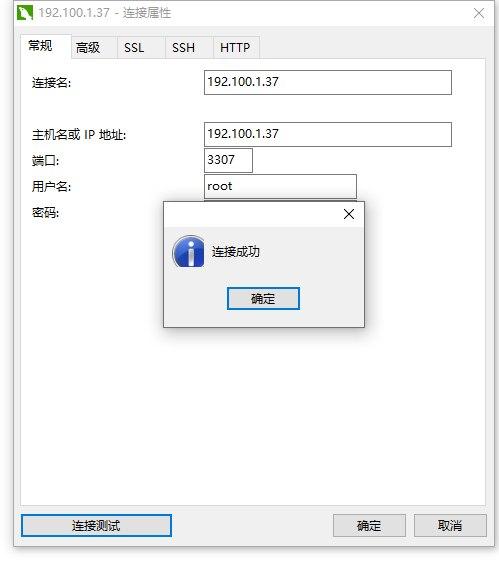 192.100.1.37 - 连接属性
常规 高级 SSL SSH HTTP
连接名: 192.100.1.37
主机名或 IP 地址: 192.100.1.37
端口: 3307
用户名: root
密码:
连接成功
确定
连接测试 确定 取消